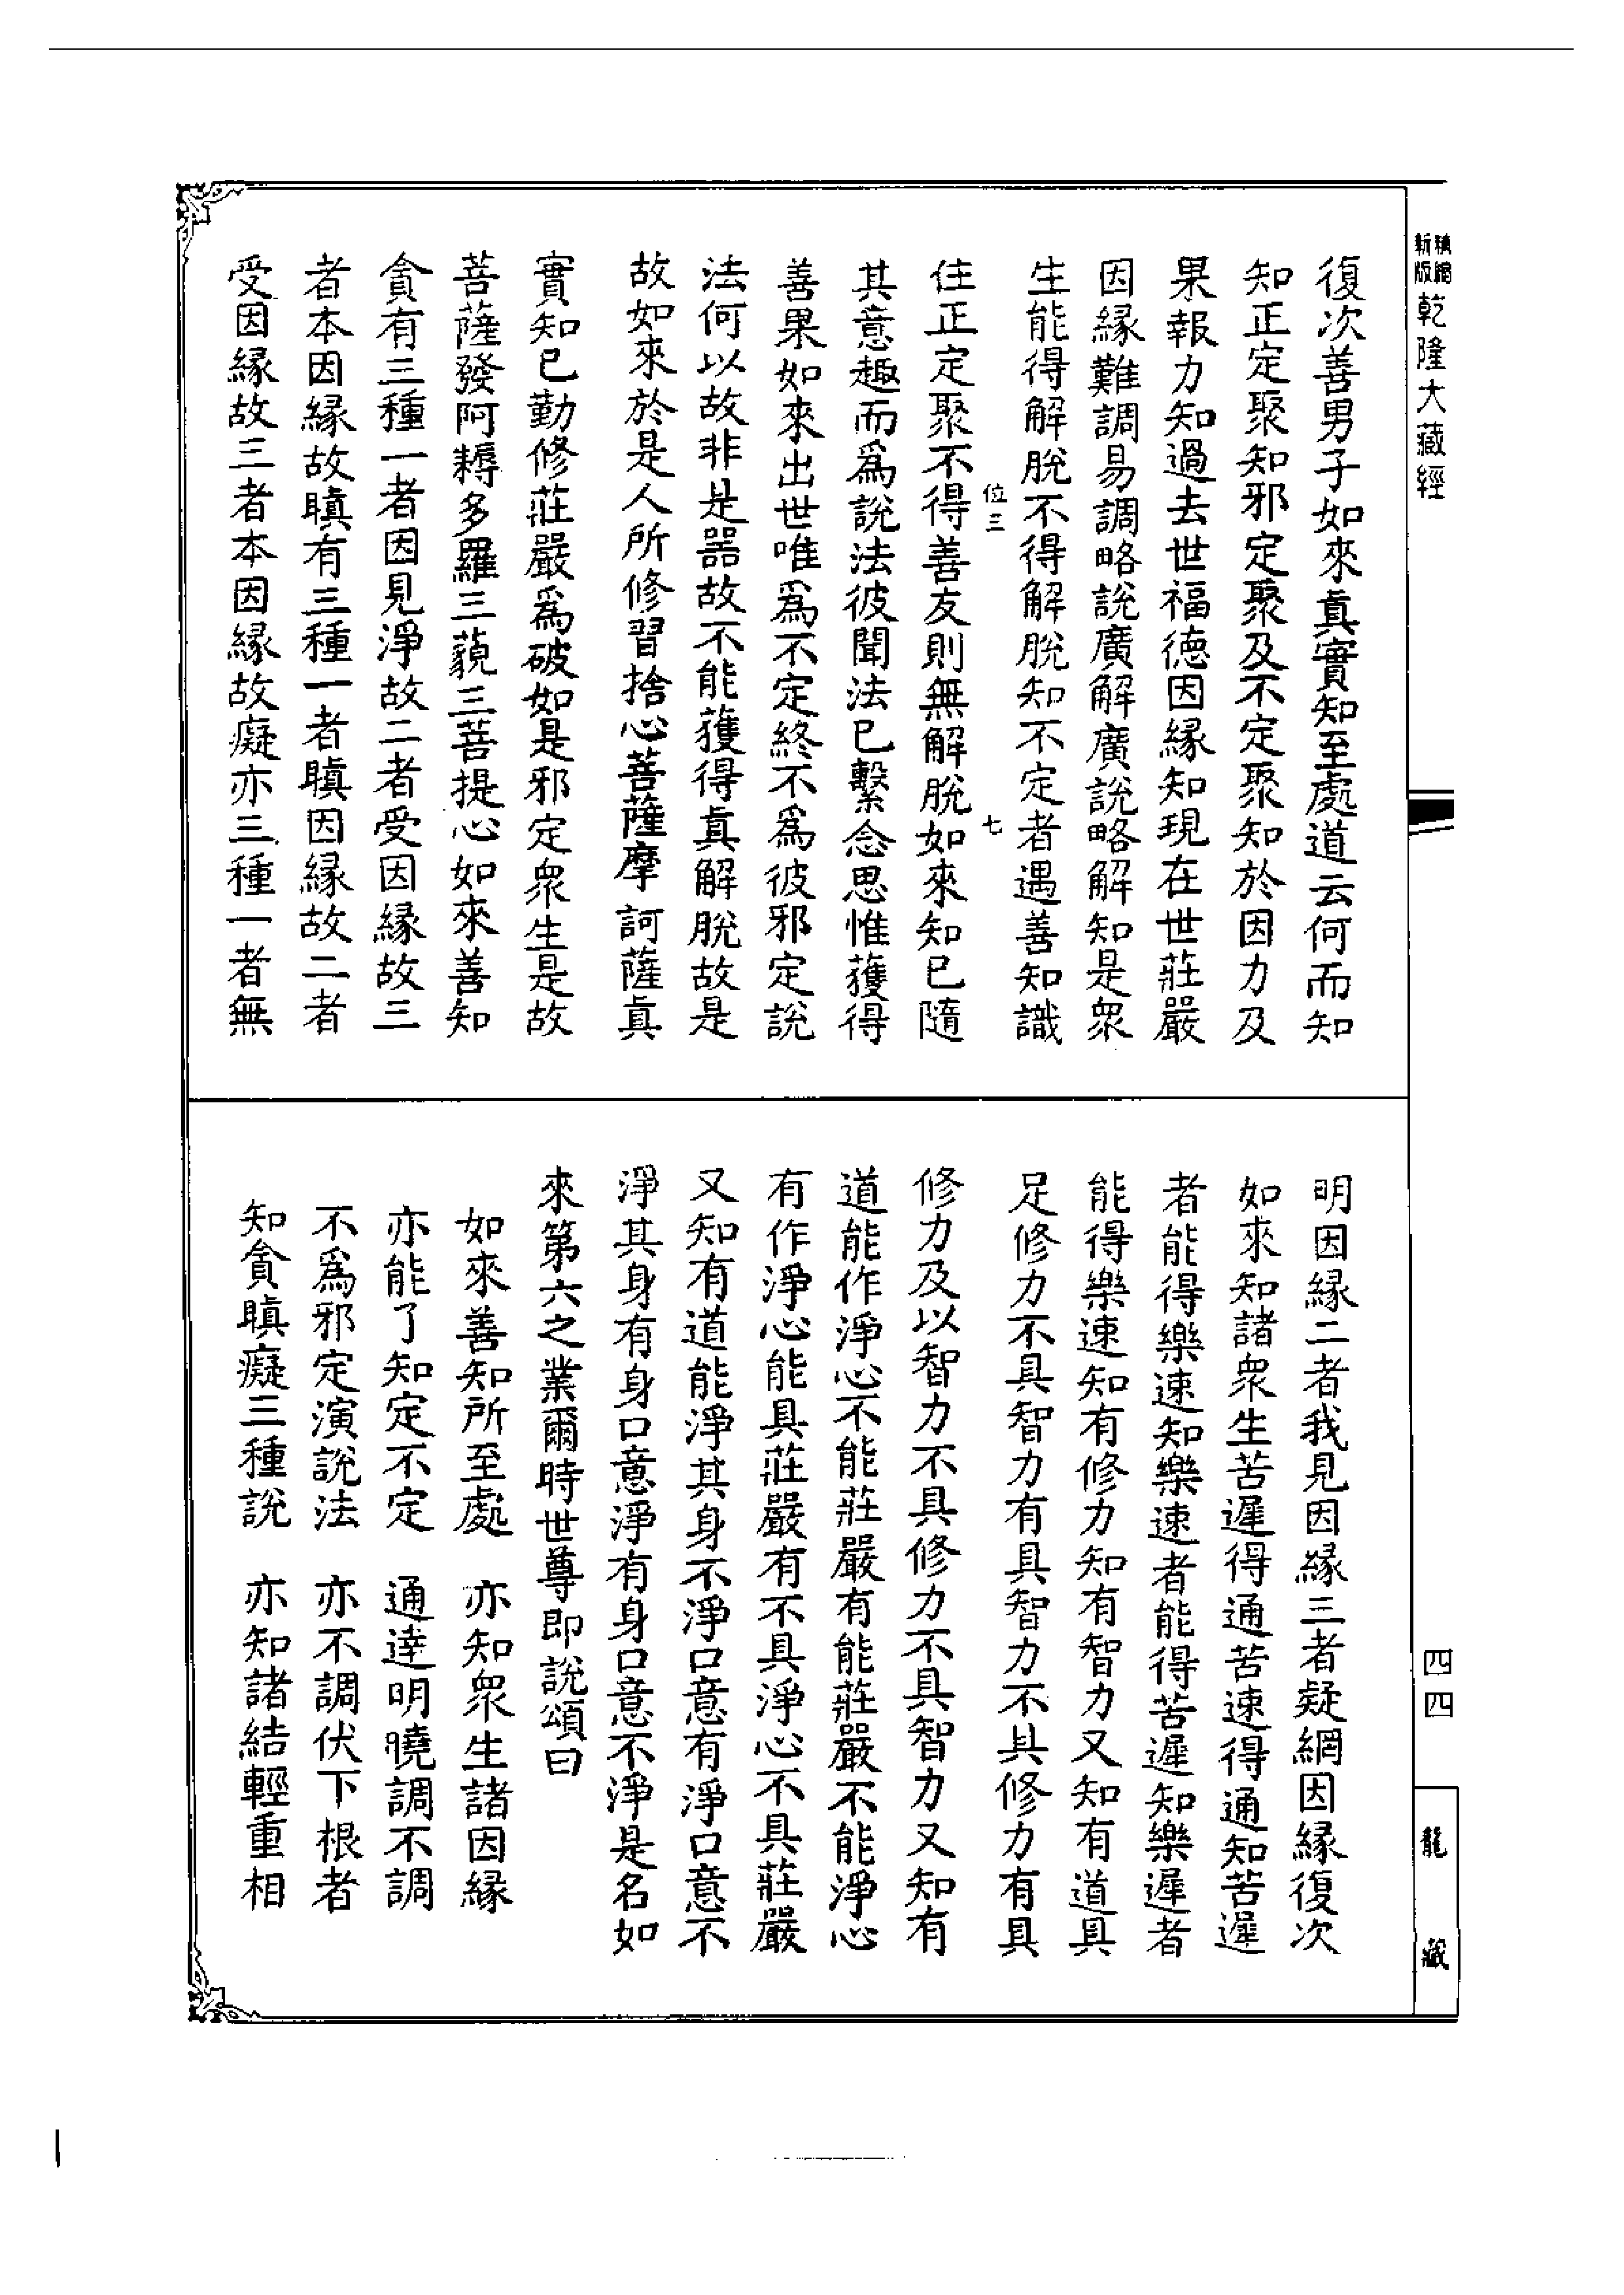 精縮
新版
乾隆大藏經
復次善男子如來真實知至處道云何而知
知正定聚知邪定聚及不定聚知於因力及
果報力知過去世福德因緣知現在世莊嚴
因緣難調易調略說廣解廣說略解知是眾
生能得解脫不得解脫知不定者遇善知識
位三
七
住正定聚不得善友則無解脫如來知已隨
其意趣而為說法彼聞法已繫念思惟獲得
善果如來出世唯為不定終不為彼邪定說
法何以故非是器故不能獲得真解脫故是
故如來於是人所修習捨心菩薩摩訶薩真
實知已勤修莊嚴為破如是邪定眾生是故
菩薩發阿耨多羅三藐三菩提心如來善知
貪有三種一者因見淨故二者受因緣故三
者本因緣故瞋有三種一者瞋因緣故二者
受因緣故三者本因緣故癡亦三種一者無
明因緣二者我見因緣三者疑網因緣復次
如來知諸眾生苦遲得通苦速得通知苦遲
者能得樂速知樂速者能得苦遲知樂遲者
能得樂速知有修力知有智力又知有道具
足修力不具智力有具智力不具修力有具
修力及以智力不具修力不具智力又知有
道能作淨心不能莊嚴有能莊嚴不能淨心
有作淨心能具莊嚴有不具淨心不具莊嚴
又知有道能淨其身不淨口意有淨口意不
淨其身有身口意淨有身口意不淨是名如
來第六之業爾時世尊即說頌曰
如來善知所至處　亦知眾生諸因緣
亦能了知定不定　通達明曉調不調
不為邪定演說法　亦不調伏下根者
知貪瞋癡三種說　亦知諸結輕重相
四四
龍藏